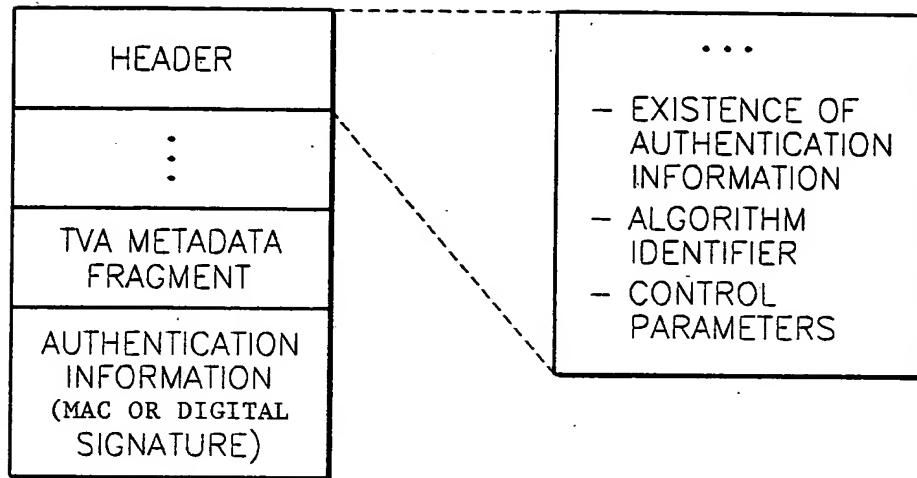 HEADER
TVA METADATA
FRAGMENT
AUTHENTICATION
INFORMATION
(MAC OR DIGITAL
SIGNATURE)
...
– EXISTENCE OF
AUTHENTICATION
INFORMATION
– ALGORITHM
IDENTIFIER
– CONTROL
PARAMETERS